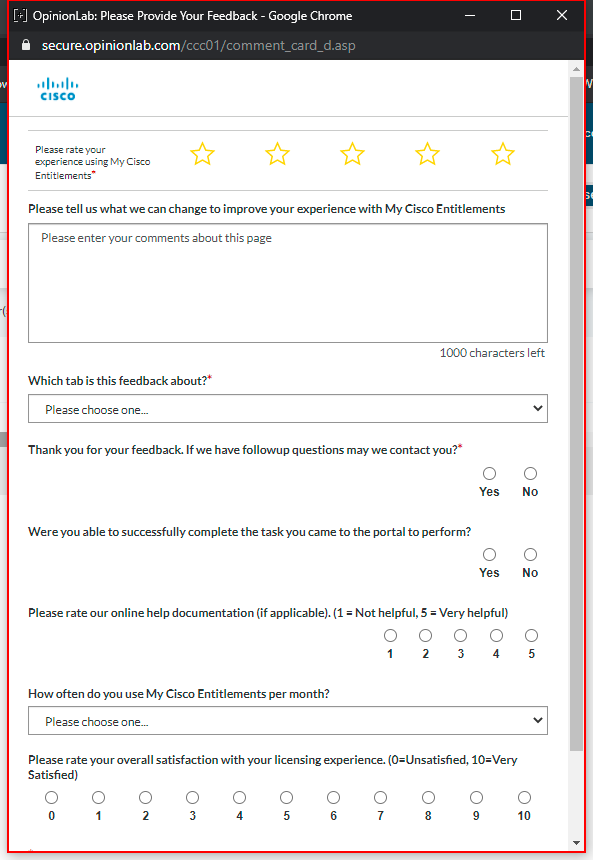 OpinionLab: Please Provide Your Feedback - Google Chrome
secure.opinionlab.com/ccc01/comment_card_d.asp
CISCO
Please rate your
experience using My Cisco
Entitlements*
Please tell us what we can change to improve your experience with My Cisco Entitlements
Please enter your comments about this page
1000 characters left
Which tab is this feedback about?*
Please choose one...
Thank you for your feedback. If we have followup questions may we contact you?*
Yes No
Were you able to successfully complete the task you came to the portal to perform?
Yes No
Please rate our online help documentation (if applicable). (1 = Not helpful, 5 = Very helpful)
1 2 3 4 5
How often do you use My Cisco Entitlements per month?
Please choose one...
Please rate your overall satisfaction with your licensing experience. (0=Unsatisfied, 10=Very
Satisfied)
0 1 2 3 4 5 6 7 8 9 10